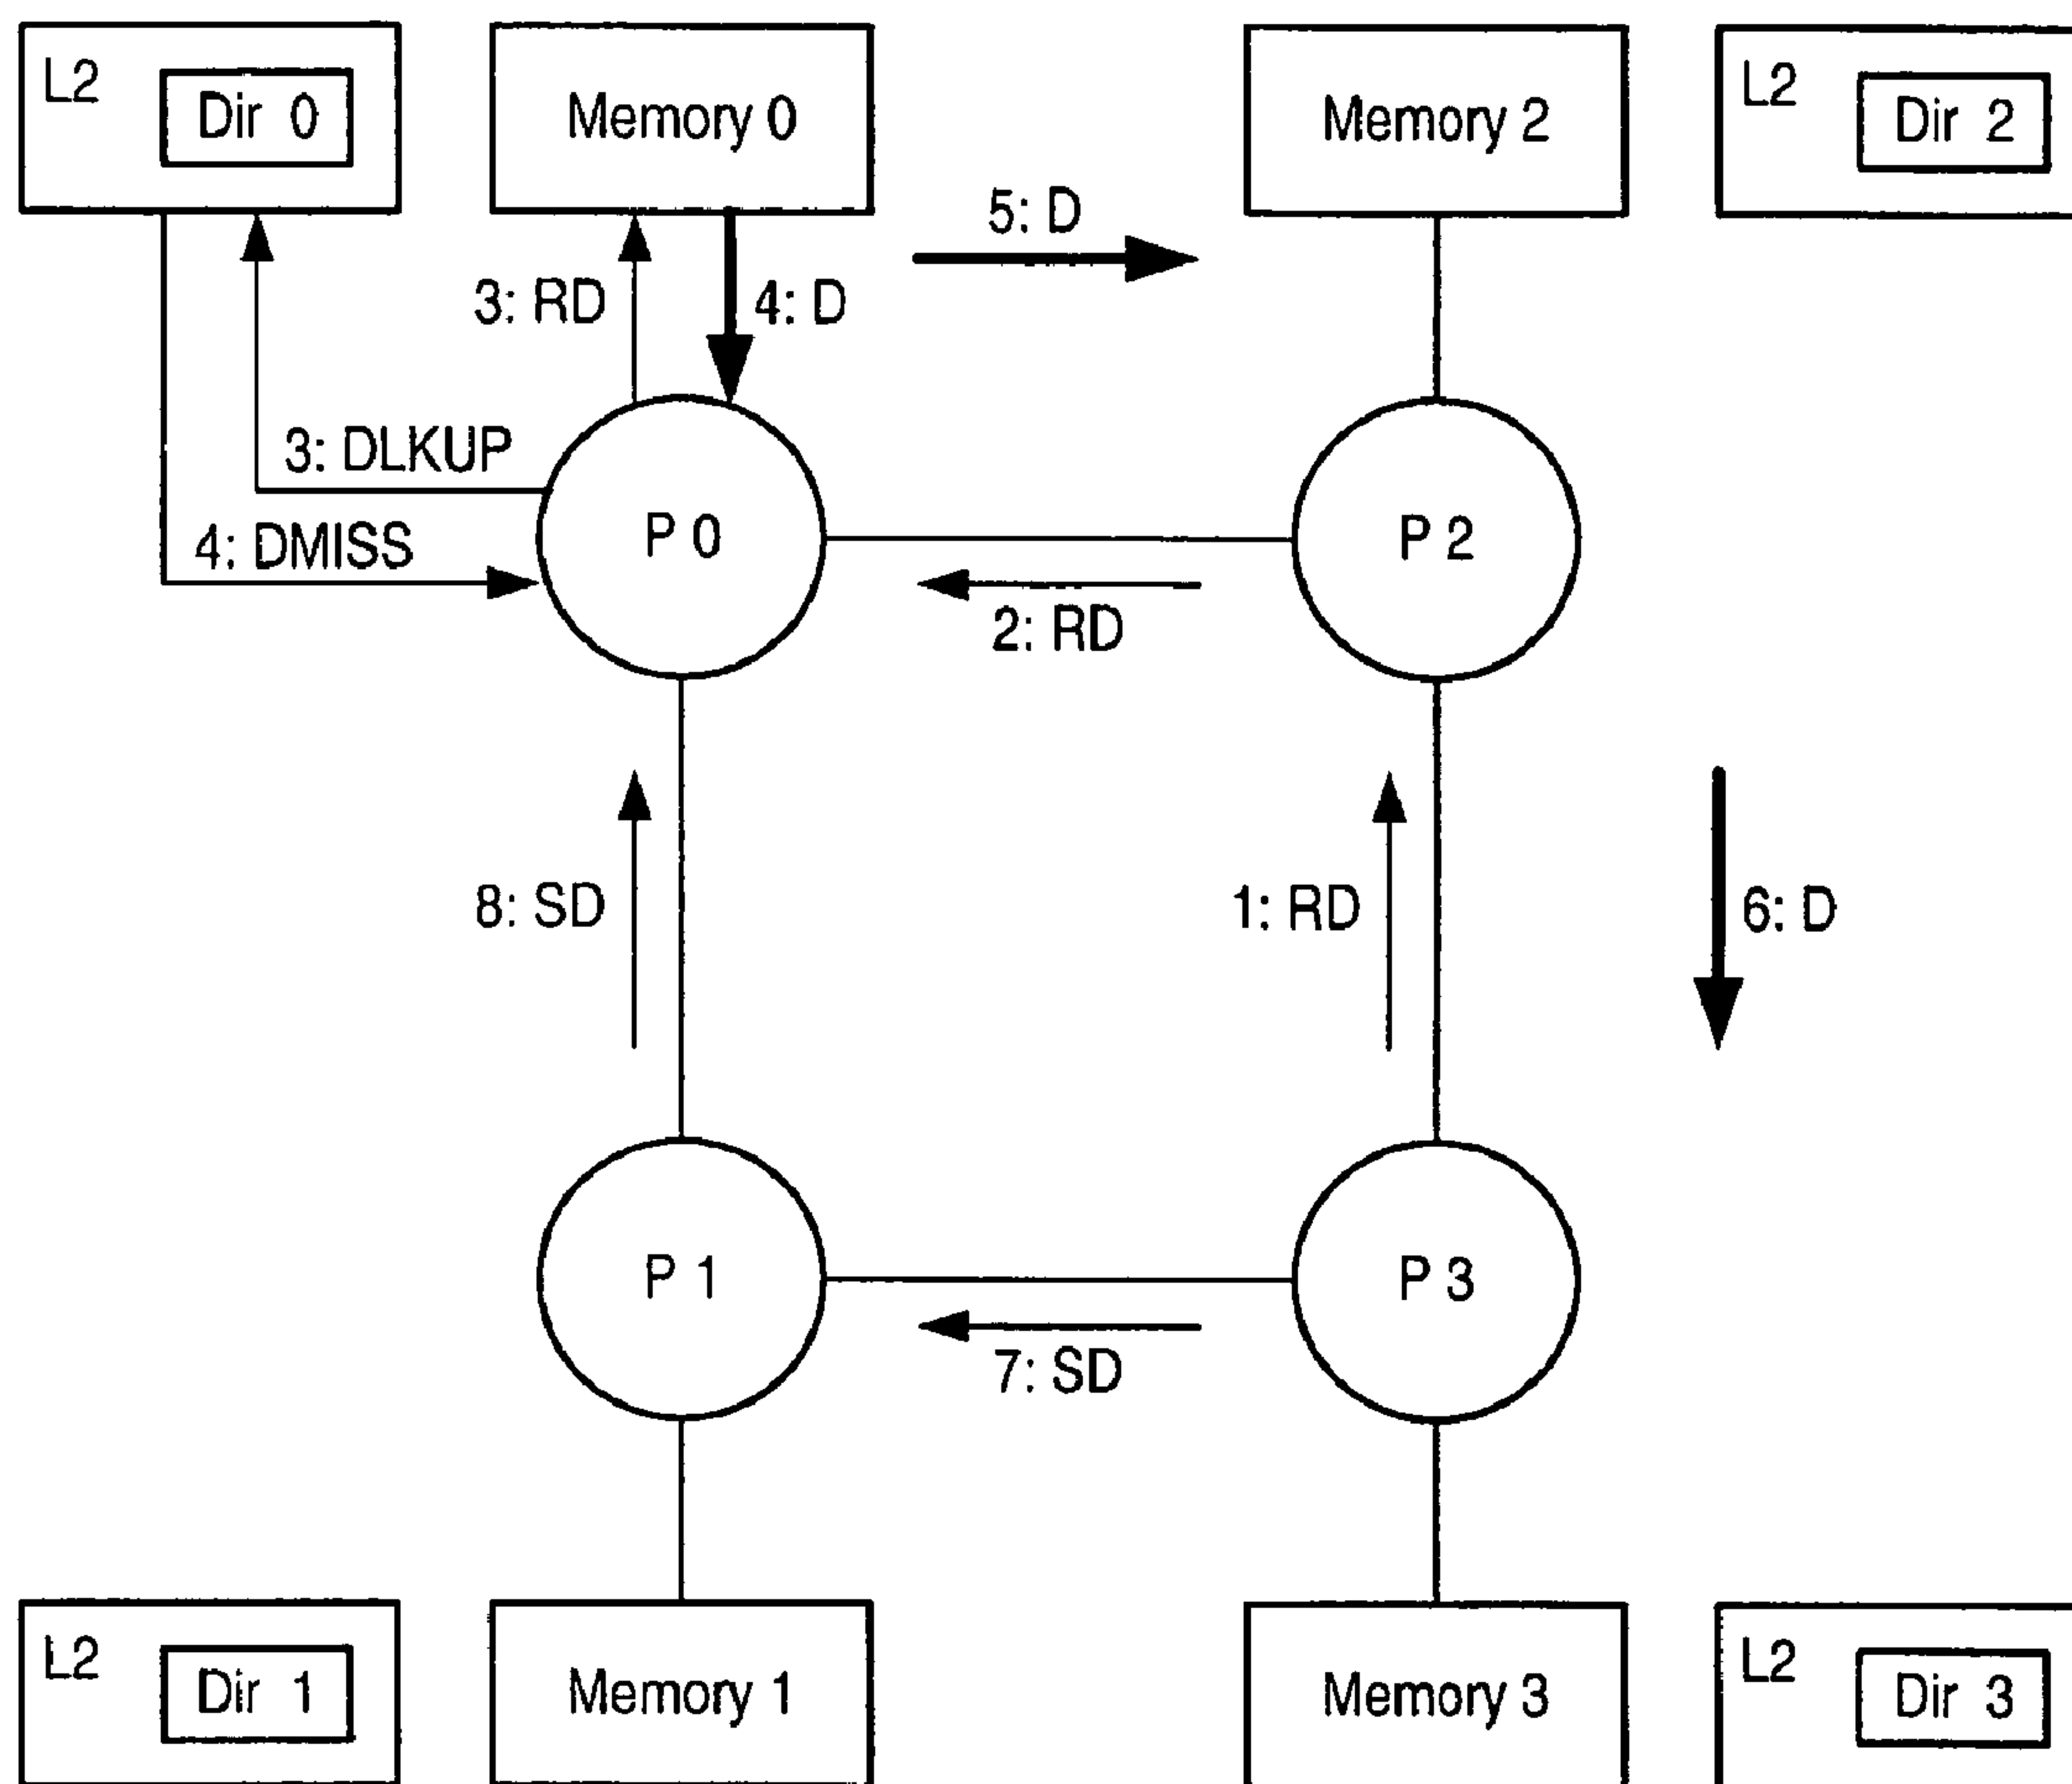 L2
Dir 0
Memory 0
Memory 2
L2
Dir 2
5: D
3: RD
4: D
3: DLKUP
4: DMISS
P 0
P 2
2: RD
8: SD
1: RD
6: D
P 1
P 3
7: SD
L2
Dir 1
Memory 1
Memory 3
L2
Dir 3